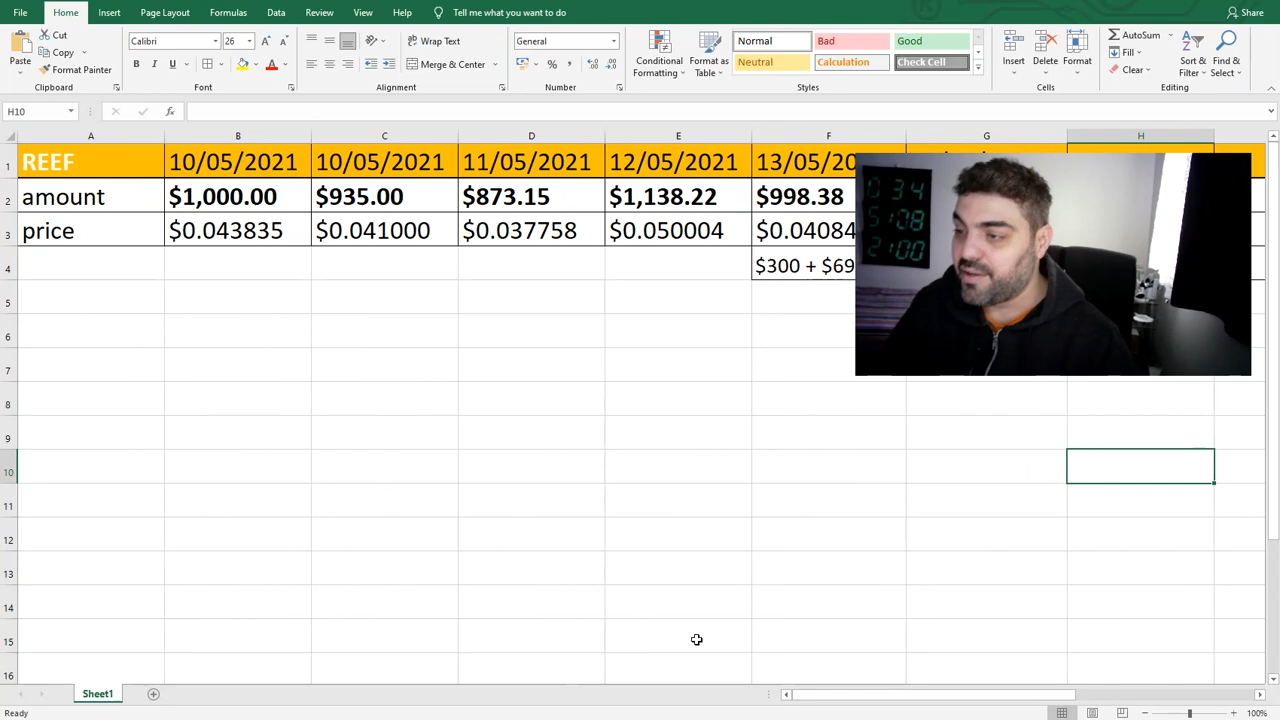 File Home Insert Page Layout Formulas Data Review View Help Tell me what you want to do Share
Paste Cut Copy Format Painter
Calibri 26
B I U
Wrap Text
Merge & Center
General
Conditional Formatting Format as Table
Normal Bad Good
Neutral Calculation Check Cell
Insert Delete Format
AutoSum Fill Clear
Sort & Filter Find & Select
Clipboard Font Alignment Number Styles Cells Editing
H10
A B C D E F G H
1 REEF 10/05/2021 10/05/2021 11/05/2021 12/05/2021 13/05/20
2 amount $1,000.00 $935.00 $873.15 $1,138.22 $998.38
3 price $0.043835 $0.041000 $0.037758 $0.050004 $0.04084
4 $300 + $69
5
6
7
8
9
10
11
12
13
14
15
16
0 34
5:08
21:00
Sheet1
Ready 100%